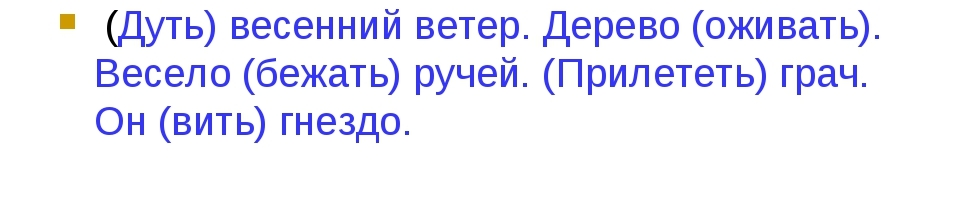 (Дуть) весенний ветер. Дерево (оживать).
Весело (бежать) ручей. (Прилететь) грач.
Он (вить) гнездо.